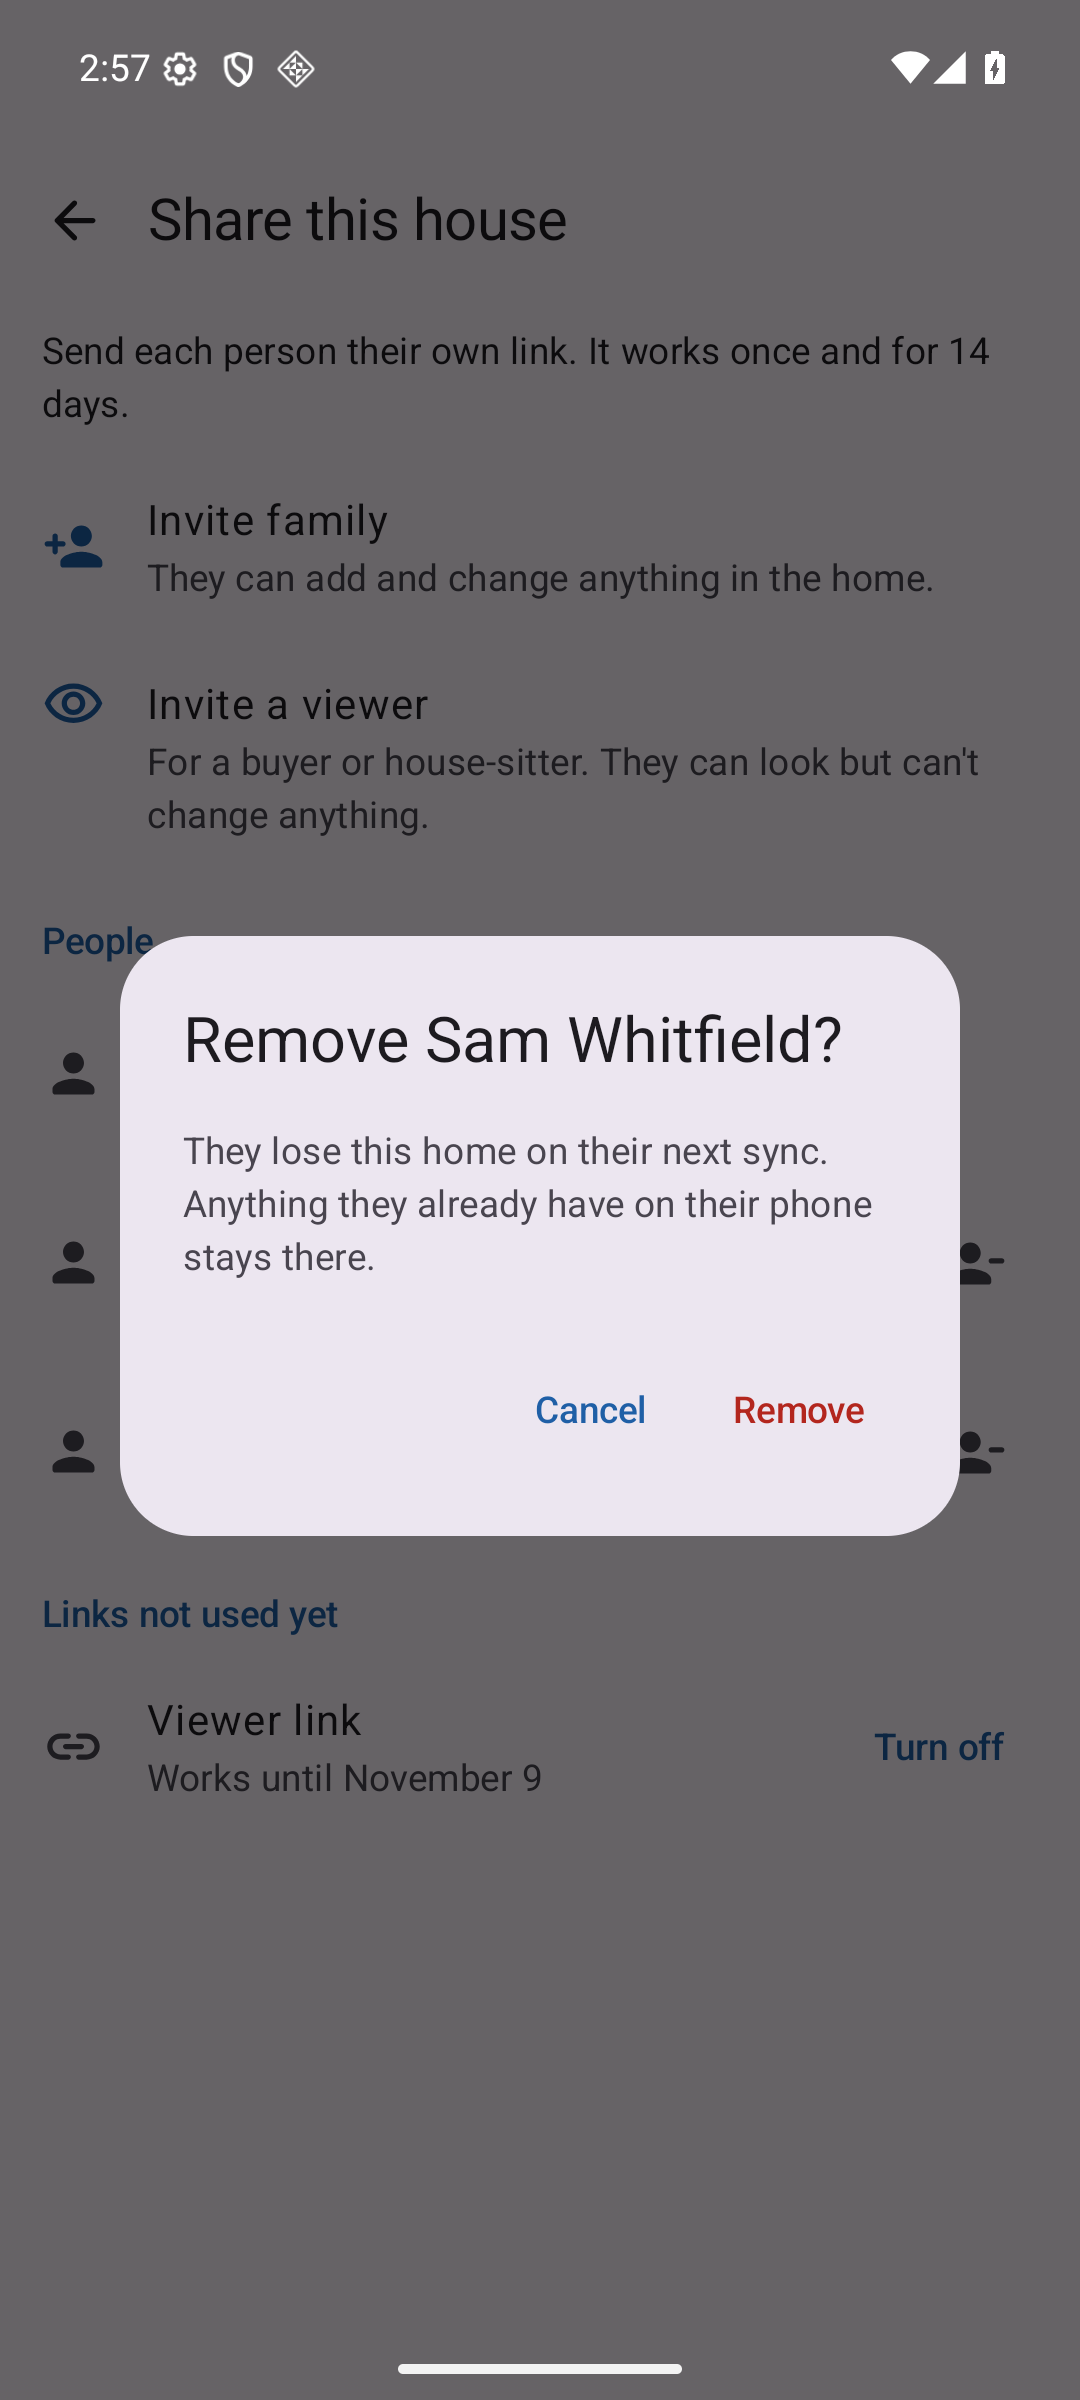 2:57
Share this house
Send each person their own link. It works once and for 14
days.
Invite family
They can add and change anything in the home.
Invite a viewer
For a buyer or house-sitter. They can look but can't
change anything.
People
Remove Sam Whitfield?
They lose this home on their next sync.
Anything they already have on their phone
stays there.
Cancel
Remove
Links not used yet
Viewer link
Works until November 9
Turn off